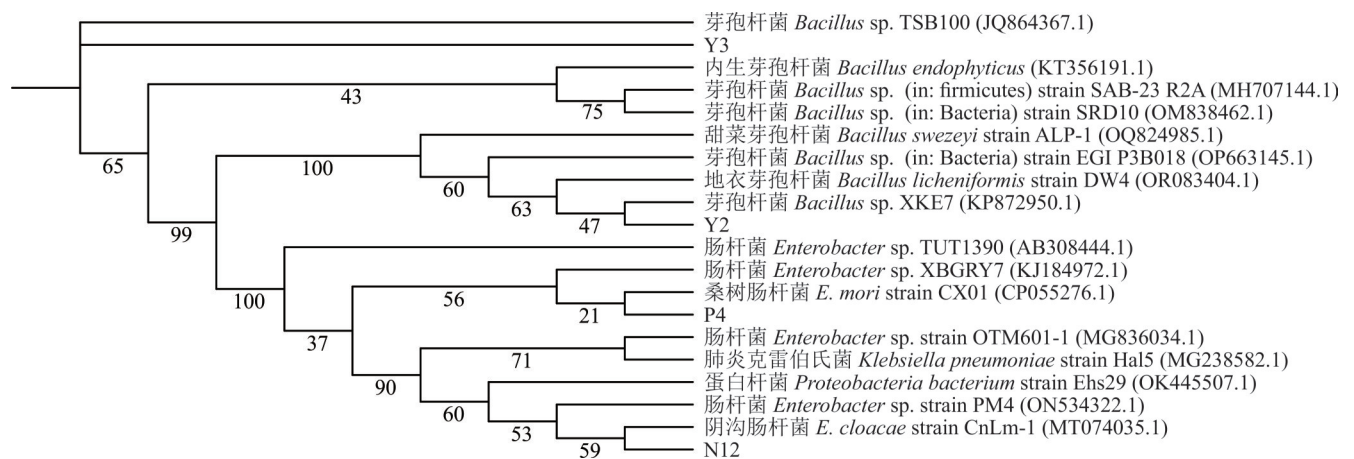 芽孢杆菌 Bacillus sp. TSB100 (JQ864367.1)
Y3
内生芽孢杆菌 Bacillus endophyticus (KT356191.1)
43
芽孢杆菌 Bacillus sp. (in: firmicutes) strain SAB-23 R2A (MH707144.1)
75
芽孢杆菌 Bacillus sp. (in: Bacteria) strain SRD10 (OM838462.1)
甜菜芽孢杆菌 Bacillus swezeyi strain ALP-1 (OQ824985.1)
65
100
芽孢杆菌 Bacillus sp. (in: Bacteria) strain EGI P3B018 (OP663145.1)
60
地衣芽孢杆菌 Bacillus licheniformis strain DW4 (OR083404.1)
63
芽孢杆菌 Bacillus sp. XKE7 (KP872950.1)
47
Y2
99
肠杆菌 Enterobacter sp. TUT1390 (AB308444.1)
肠杆菌 Enterobacter sp. XBGRY7 (KJ184972.1)
100
56
桑树肠杆菌 E. mori strain CX01 (CP055276.1)
21
P4
37
肠杆菌 Enterobacter sp. strain OTM601-1 (MG836034.1)
71
肺炎克雷伯氏菌 Klebsiella pneumoniae strain Hal5 (MG238582.1)
90
蛋白杆菌 Proteobacteria bacterium strain Ehs29 (OK445507.1)
60
肠杆菌 Enterobacter sp. strain PM4 (ON534322.1)
53
阴沟肠杆菌 E. cloacae strain CnLm-1 (MT074035.1)
59
N12